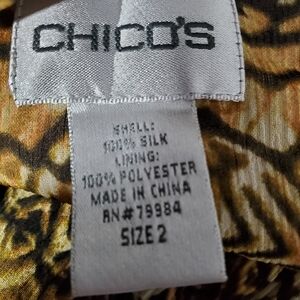 CHICO'S
SHELL:
100% SILK
LINING:
100% POLYESTER
MADE IN CHINA
RN#79984
SIZE 2